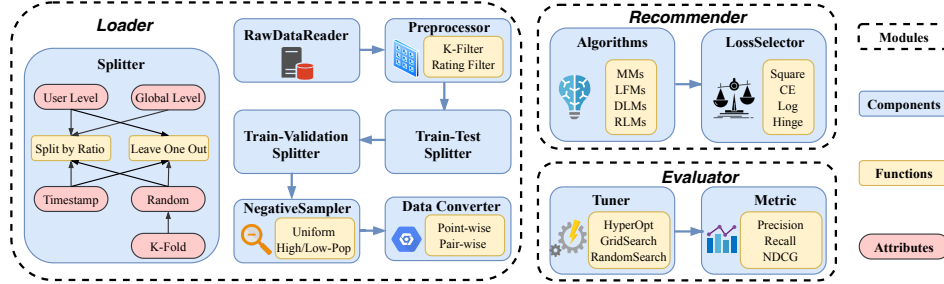 Loader
Splitter
User Level
Global Level
Split by Ratio
Leave One Out
Timestamp
Random
K-Fold
RawDataReader
Preprocessor
K-Filter
Rating Filter
Train-Validation
Splitter
Train-Test
Splitter
NegativeSampler
Uniform
High/Low-Pop
Data Converter
Point-wise
Pair-wise
Recommender
Algorithms
MMs
LFMs
DLMs
RLMs
LossSelector
Square
CE
Log
Hinge
Evaluator
Tuner
HyperOpt
GridSearch
RandomSearch
Metric
Precision
Recall
NDCG
Modules
Components
Functions
Attributes